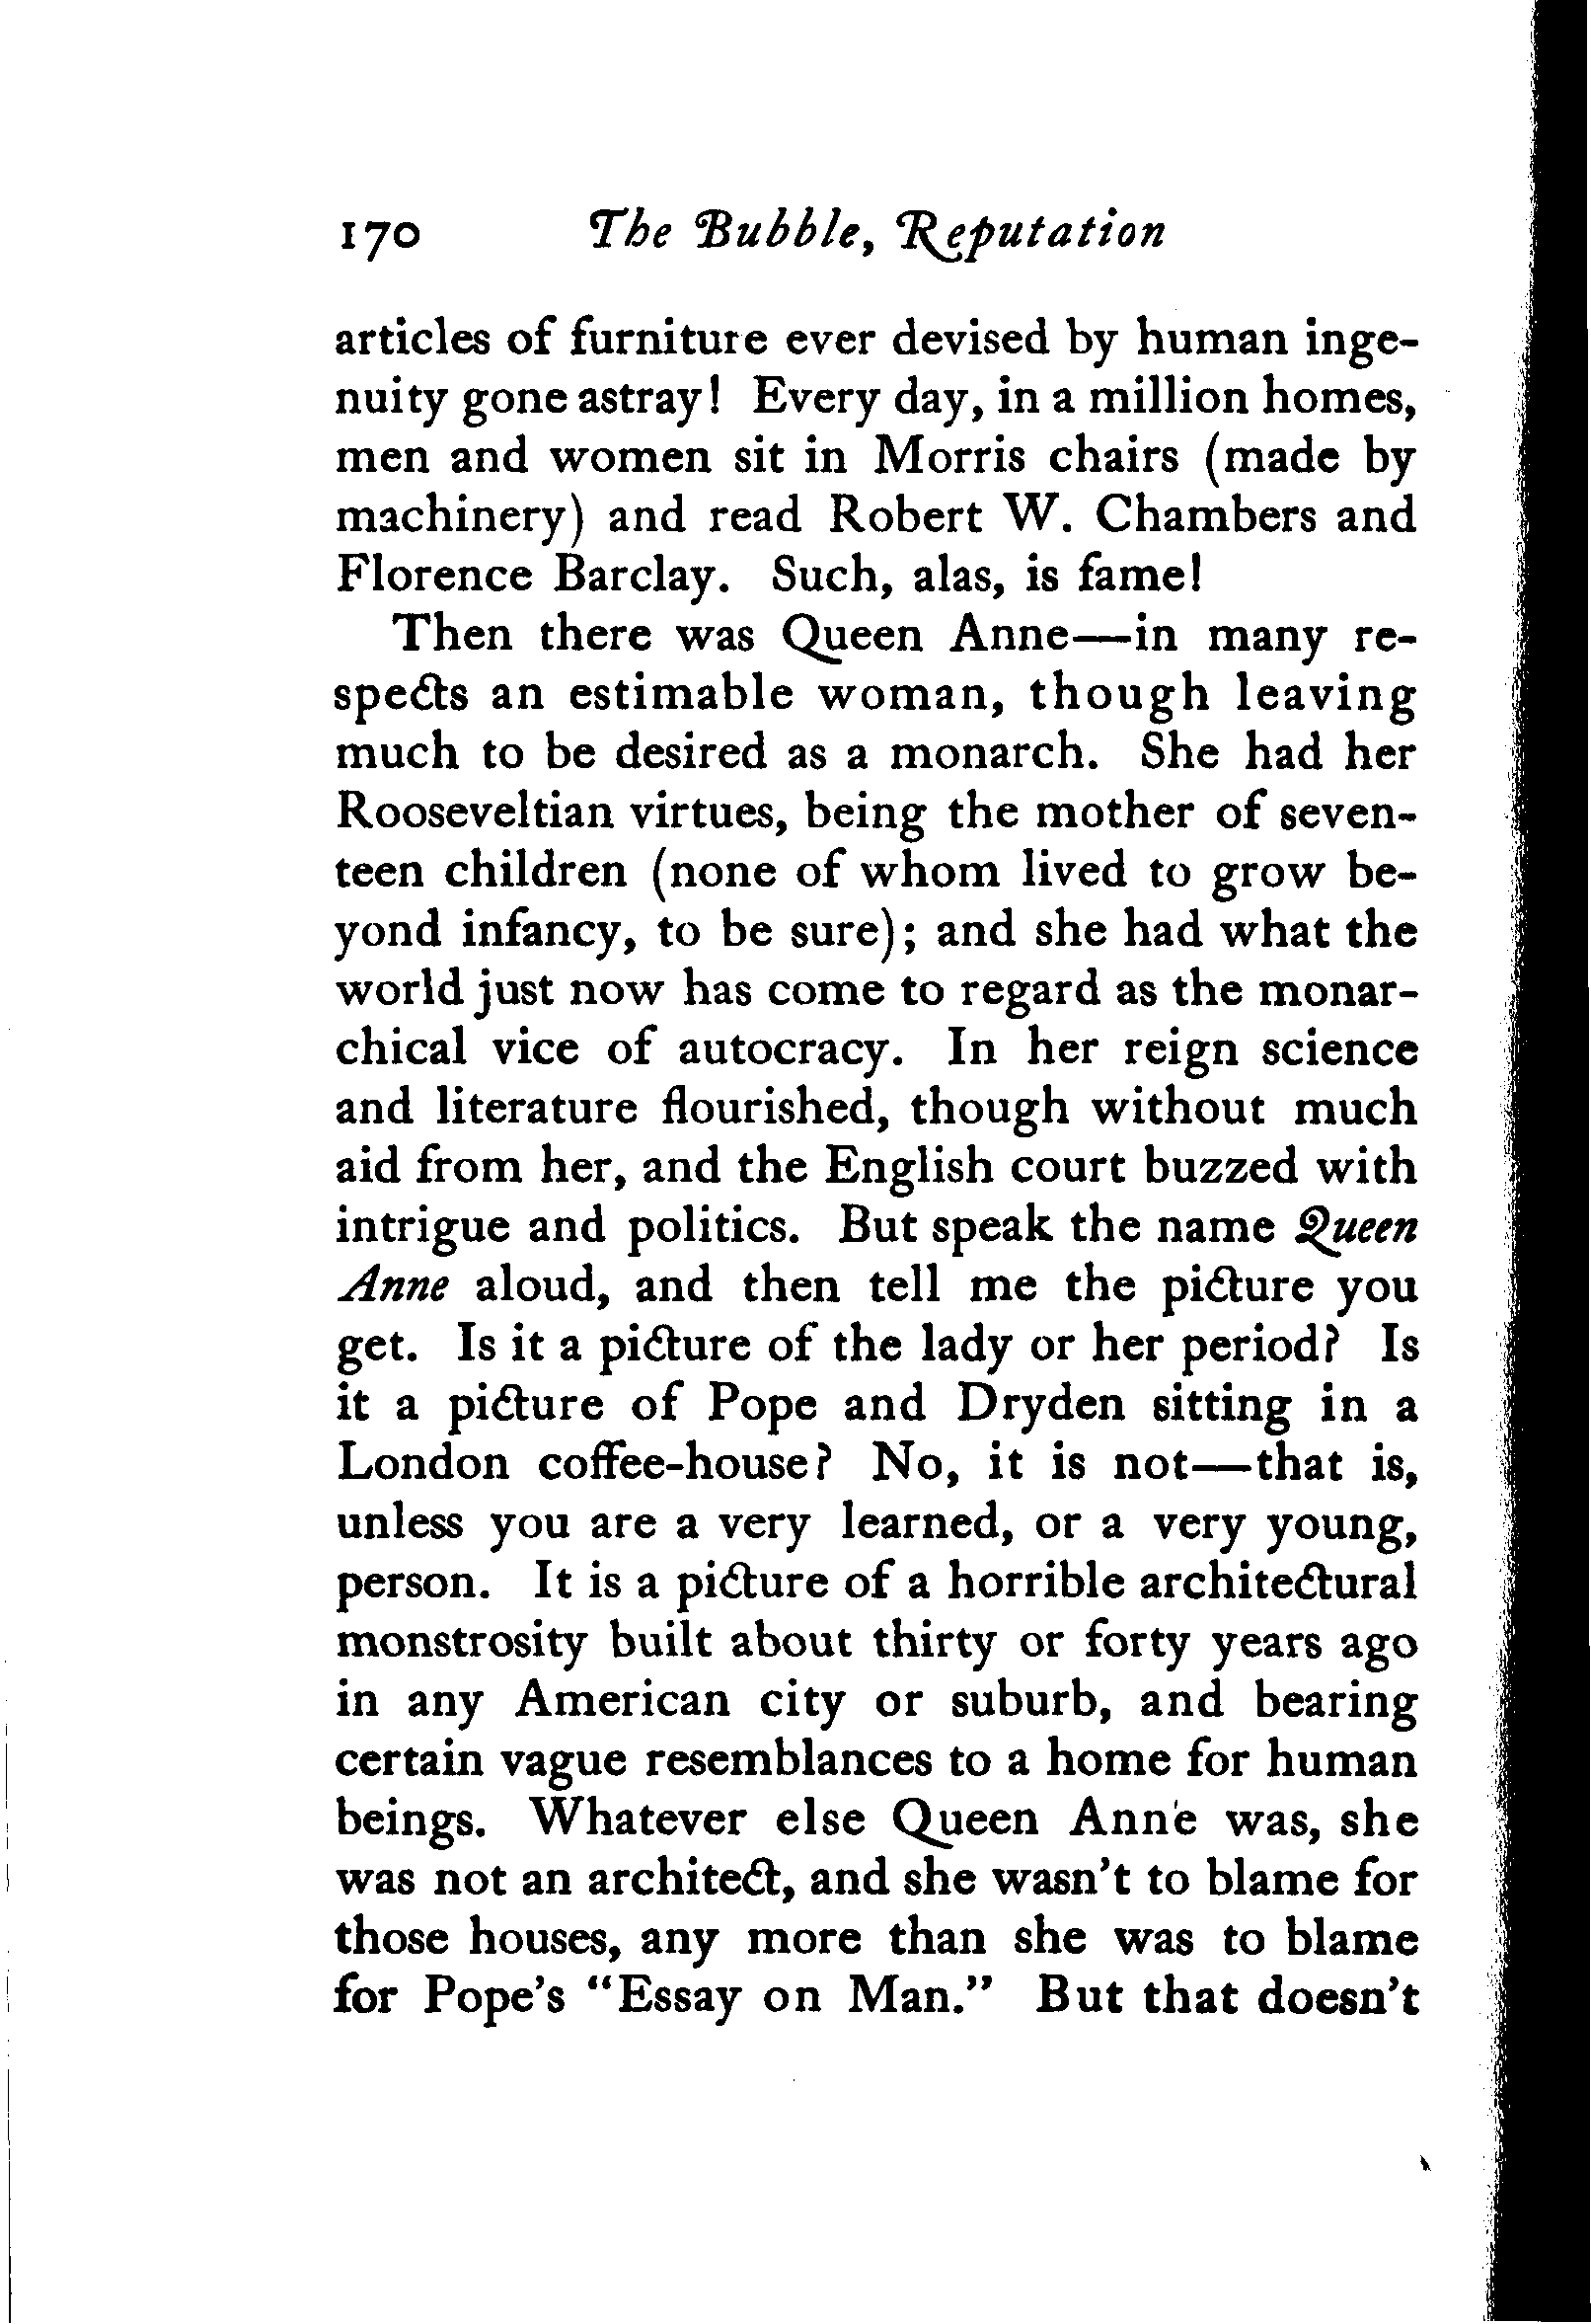 170 The Bubble, Reputation
articles of furniture ever devised by human inge-
nuity gone astray! Every day, in a million homes,
men and women sit in Morris chairs (made by
machinery) and read Robert W. Chambers and
Florence Barclay. Such, alas, is fame!
Then there was Queen Anne—in many re-
spects an estimable woman, though leaving
much to be desired as a monarch. She had her
Rooseveltian virtues, being the mother of seven-
teen children (none of whom lived to grow be-
yond infancy, to be sure); and she had what the
world just now has come to regard as the monar-
chical vice of autocracy. In her reign science
and literature flourished, though without much
aid from her, and the English court buzzed with
intrigue and politics. But speak the name Queen
Anne aloud, and then tell me the picture you
get. Is it a picture of the lady or her period? Is
it a picture of Pope and Dryden sitting in a
London coffee-house? No, it is not—that is,
unless you are a very learned, or a very young,
person. It is a picture of a horrible architectural
monstrosity built about thirty or forty years ago
in any American city or suburb, and bearing
certain vague resemblances to a home for human
beings. Whatever else Queen Anne was, she
was not an architect, and she wasn't to blame for
those houses, any more than she was to blame
for Pope's "Essay on Man." But that doesn't